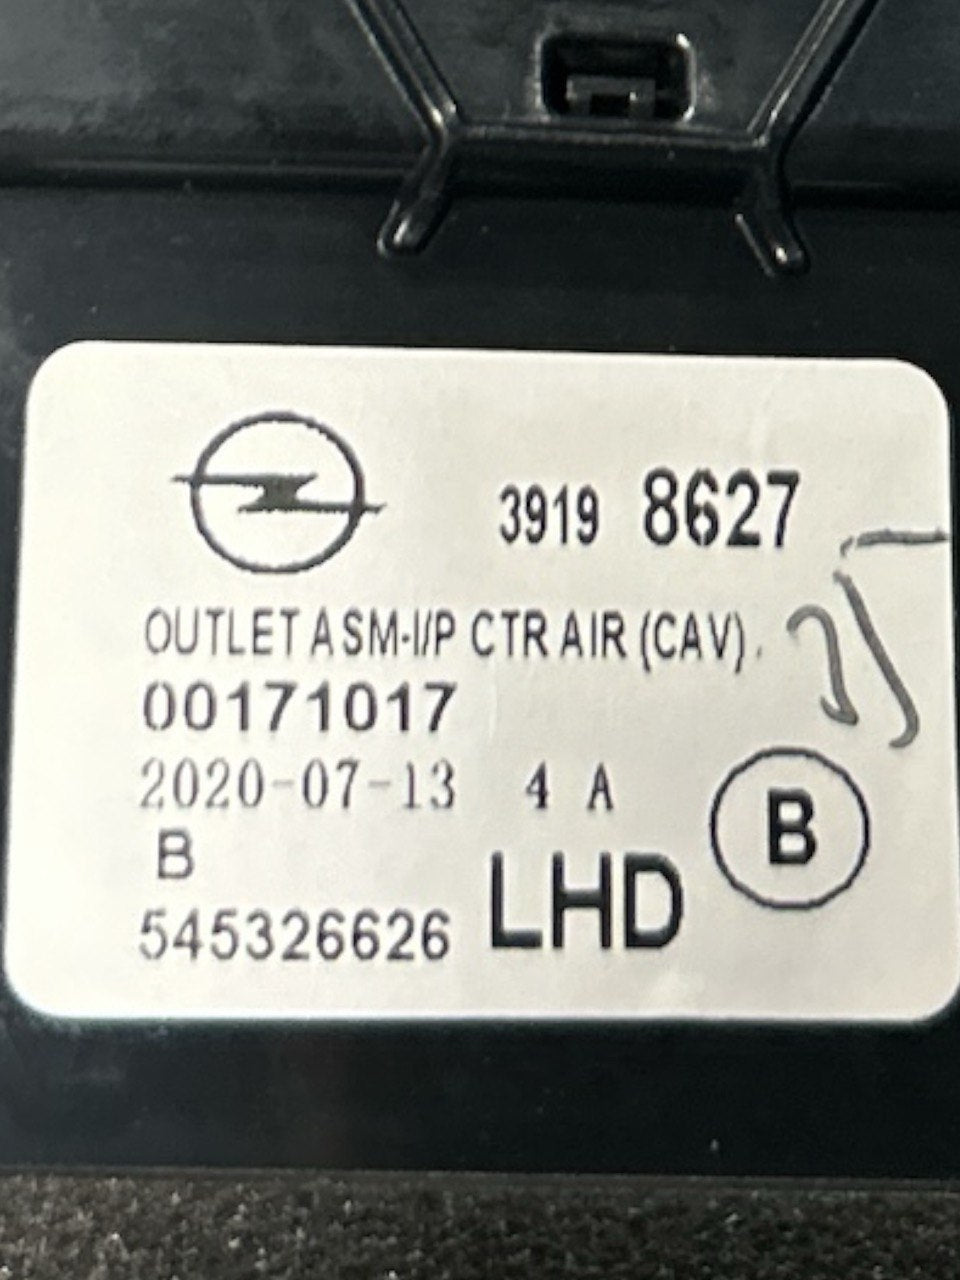 3919 8627
OUTLET ASM-I/P CTR AIR (CAV).
00171017
2020-07-13 4 A
B
B
545326626 LHD